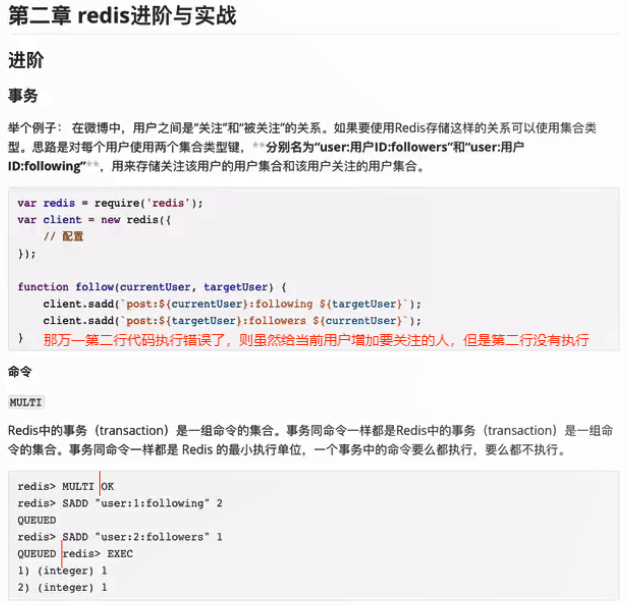 第二章 redis进阶与实战
进阶
事务
举个例子： 在微博中，用户之间是“关注”和“被关注”的关系。如果要使用Redis存储这样的关系可以使用集合类
型。思路是对每个用户使用两个集合类型键，**分别名为“user:用户ID:followers”和“user:用户
ID:following”**，用来存储关注该用户的用户集合和该用户关注的用户集合。
var redis = require('redis');
var client = new redis({
// 配置
});
function follow(currentUser, targetUser) {
client.sadd(`post:${currentUser}:following ${targetUser}`);
client.sadd(`post:${targetUser}:followers ${currentUser}`);
} 那万一第二行代码执行错误了，则虽然给当前用户增加要关注的人，但是第二行没有执行
命令
MULTI
Redis中的事务（transaction）是一组命令的集合。事务同命令一样都是Redis中的事务（transaction）是一组命
令的集合。事务同命令一样都是 Redis 的最小执行单位，一个事务中的命令要么都执行，要么都不执行。
redis> MULTI OK
redis> SADD "user:1:following" 2
QUEUED
redis> SADD "user:2:followers" 1
QUEUED redis> EXEC
1) (integer) 1
2) (integer) 1